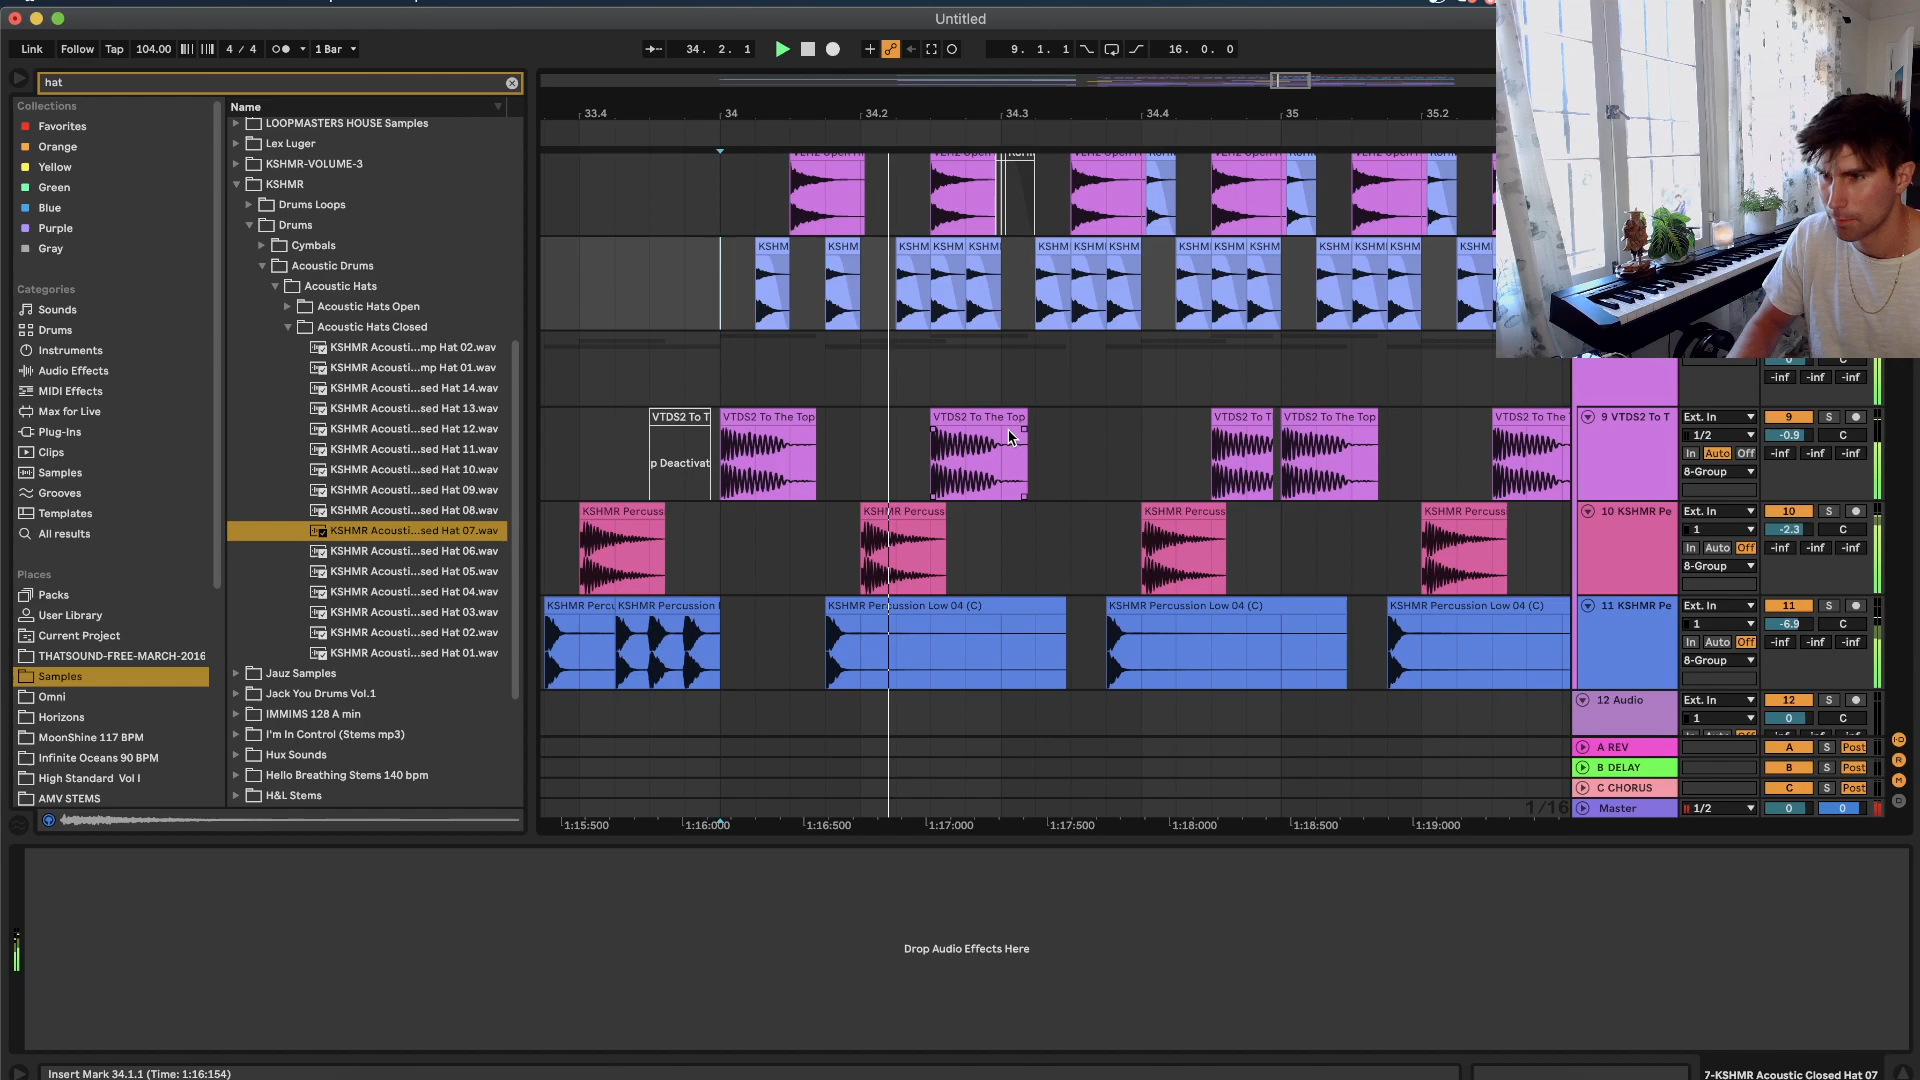 Untitled
Link Follow Tap 104.00 4 / 4 1 Bar 34. 2. 1 9. 1. 1 16. 0. 0
hat
Collections
Favorites
Orange
Yellow
Green
Blue
Purple
Gray
Categories
Sounds
Drums
Instruments
Audio Effects
MIDI Effects
Max for Live
Plug-Ins
Clips
Samples
Grooves
Templates
All results
Places
Packs
User Library
Current Project
THATSOUND-FREE-MARCH-2016
Samples
Omni
Horizons
MoonShine 117 BPM
Infinite Oceans 90 BPM
High Standard Vol I
AMV STEMS
Name
LOOPMASTERS HOUSE Samples
Lex Luger
KSHMR-VOLUME-3
KSHMR
Drums Loops
Drums
Cymbals
Acoustic Drums
Acoustic Hats
Acoustic Hats Open
Acoustic Hats Closed
KSHMR Acousti...mp Hat 02.wav
KSHMR Acousti...mp Hat 01.wav
KSHMR Acousti...sed Hat 14.wav
KSHMR Acousti...sed Hat 13.wav
KSHMR Acousti...sed Hat 12.wav
KSHMR Acousti...sed Hat 11.wav
KSHMR Acousti...sed Hat 10.wav
KSHMR Acousti...sed Hat 09.wav
KSHMR Acousti...sed Hat 08.wav
KSHMR Acousti...sed Hat 07.wav
KSHMR Acousti...sed Hat 06.wav
KSHMR Acousti...sed Hat 05.wav
KSHMR Acousti...sed Hat 04.wav
KSHMR Acousti...sed Hat 03.wav
KSHMR Acousti...sed Hat 02.wav
KSHMR Acousti...sed Hat 01.wav
Jauz Samples
Jack You Drums Vol.1
IMMIMS 128 A min
I'm In Control (Stems mp3)
Hux Sounds
Hello Breathing Stems 140 bpm
H&L Stems
33.4 34 34.2 34.3 34.4 35 35.2
KSHM KSHM KSHM KSHM KSHM KSHM KSHM KSHM KSHM KSHM KSHM KSHM KSHM KSHM KSHM
0 C
-inf -inf -inf
VTDS2 To T VTDS2 To The Top VTDS2 To The Top VTDS2 To T VTDS2 To The Top VTDS2 To The
p Deactivat
9 VTDS2 To T Ext. In 9 S
1/2 -0.9 C
In Auto Off -inf -inf -inf
8-Group
KSHMR Percuss KSHMR Percuss KSHMR Percuss KSHMR Percuss
10 KSHMR Pe Ext. In 10 S
1 -2.3 C
In Auto Off -inf -inf -inf
8-Group
KSHMR Percu KSHMR Percussion KSHMR Percussion Low 04 (C) KSHMR Percussion Low 04 (C) KSHMR Percussion Low 04 (C)
11 KSHMR Pe Ext. In 11 S
1 -6.9 C
In Auto Off -inf -inf -inf
8-Group
12 Audio Ext. In 12 S
1 0 C
A REV A S Post
B DELAY B S Post
C CHORUS C S Post
1/16 Master 1/2 0 0
1:15:500 1:16:000 1:16:500 1:17:000 1:17:500 1:18:000 1:18:500 1:19:000
Drop Audio Effects Here
Insert Mark 34.1.1 (Time: 1:16:154)
7-KSHMR Acoustic Closed Hat 07